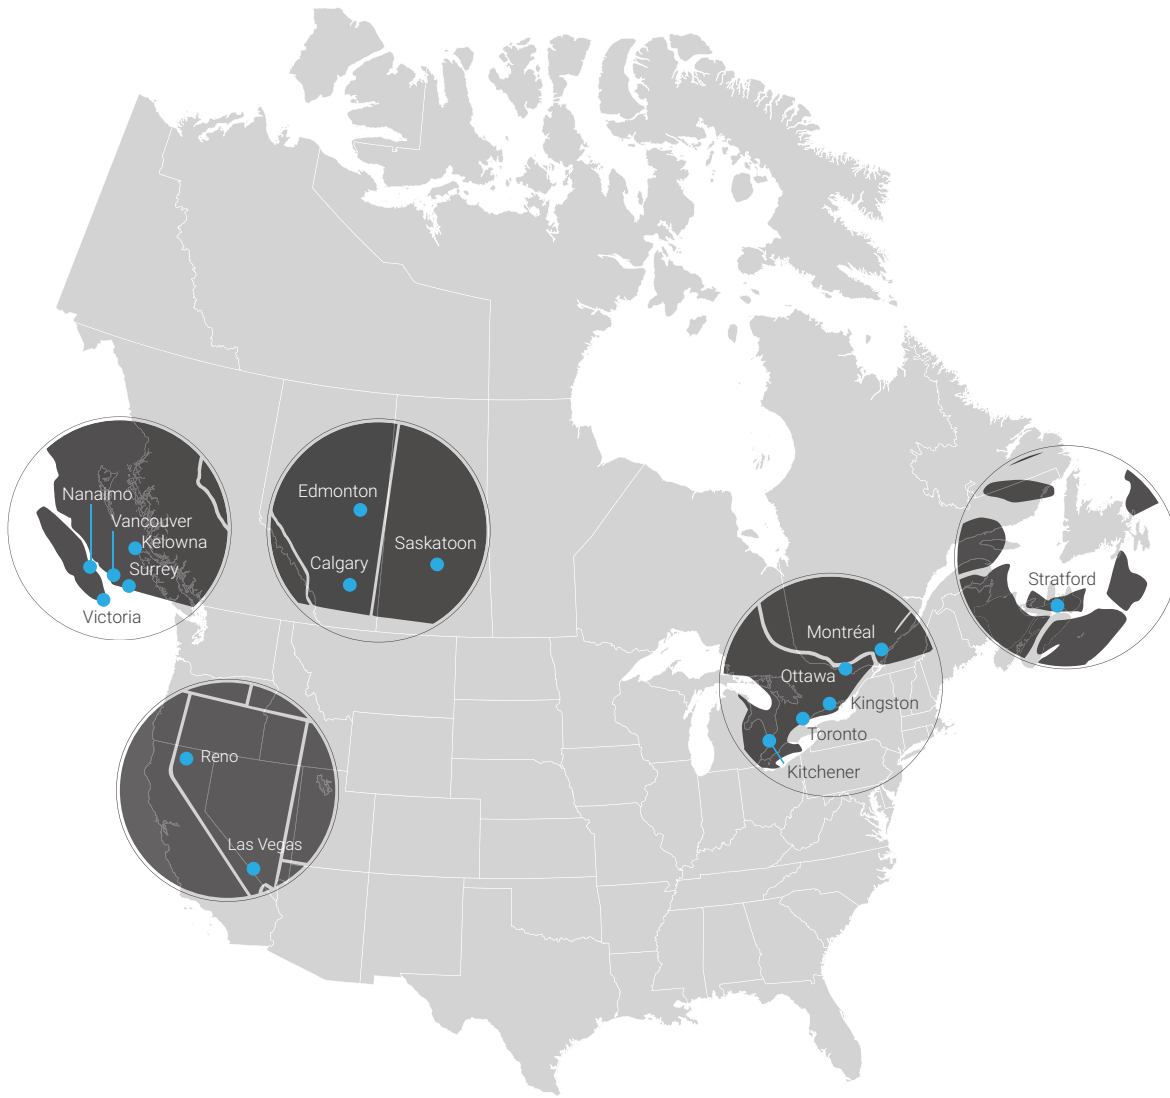 Nanaimo
Vancouver
Kelowna
Surrey
Victoria
Edmonton
Calgary
Saskatoon
Reno
Las Vegas
Montréal
Ottawa
Kingston
Toronto
Kitchener
Stratford